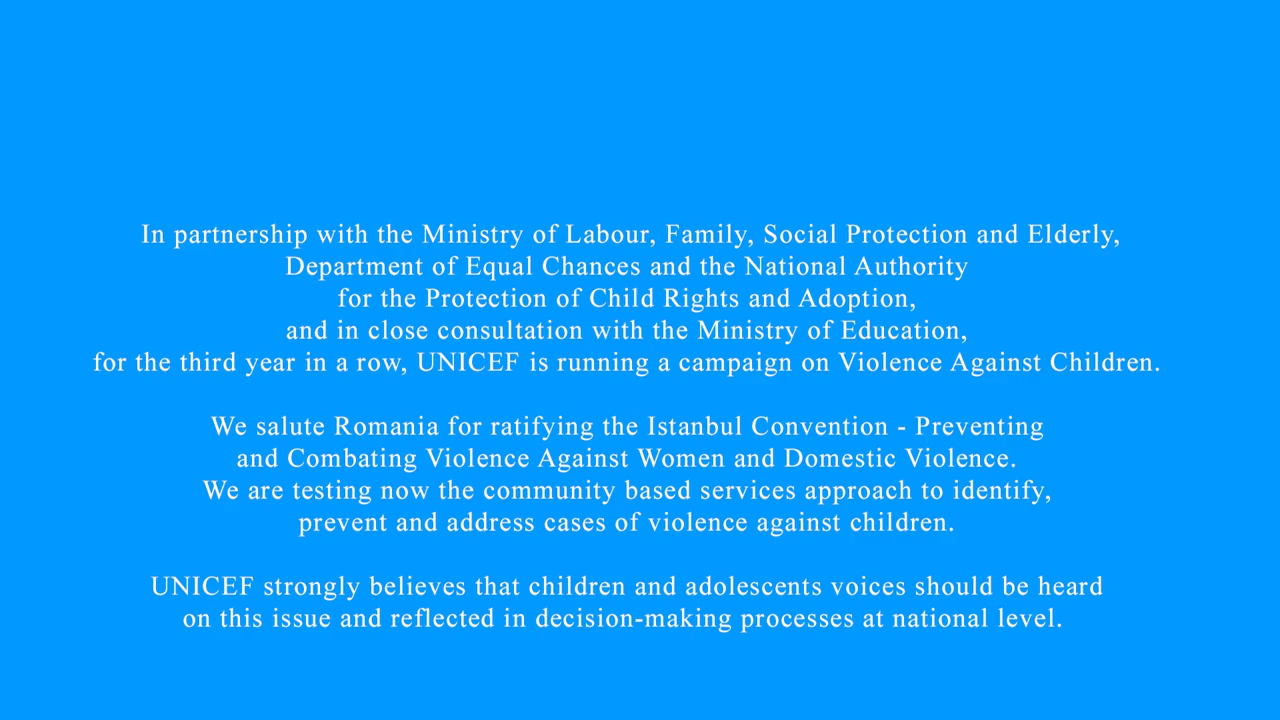 In partnership with the Ministry of Labour, Family, Social Protection and Elderly,
Department of Equal Chances and the National Authority
for the Protection of Child Rights and Adoption,
and in close consultation with the Ministry of Education,
for the third year in a row, UNICEF is running a campaign on Violence Against Children.
We salute Romania for ratifying the Istanbul Convention - Preventing
and Combating Violence Against Women and Domestic Violence.
We are testing now the community based services approach to identify,
prevent and address cases of violence against children.
UNICEF strongly believes that children and adolescents voices should be heard
on this issue and reflected in decision-making processes at national level.